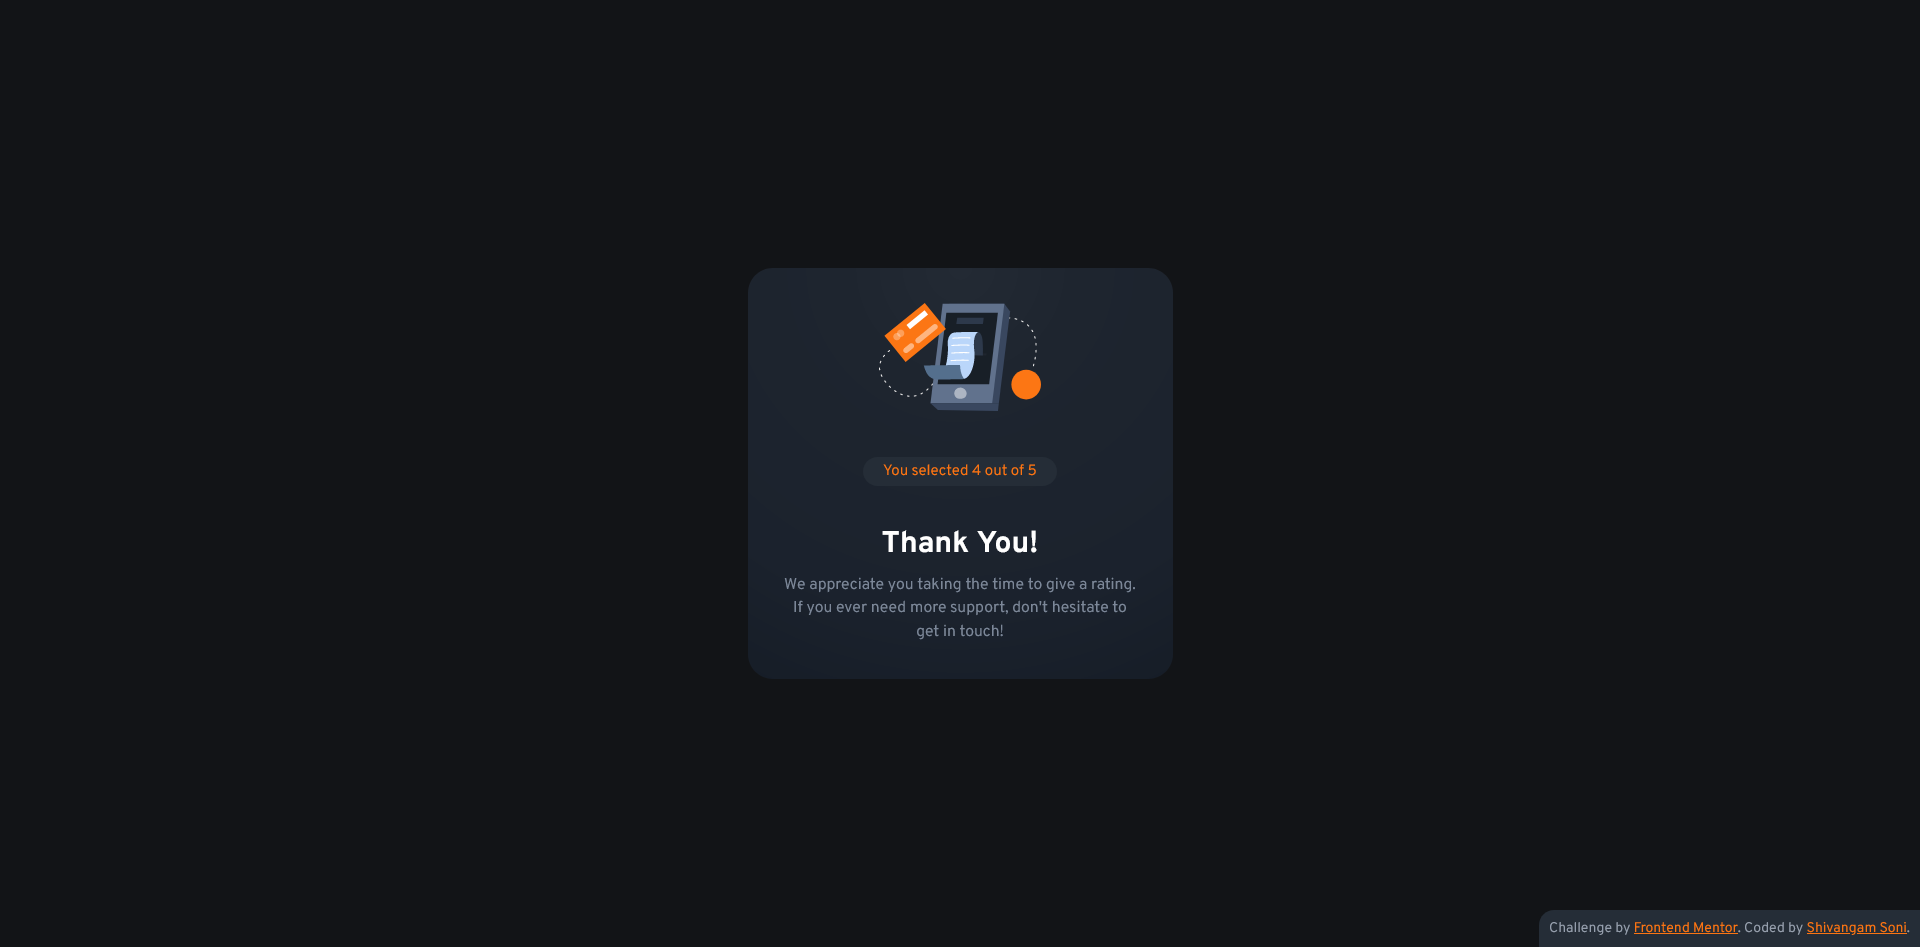 You selected 4 out of 5
Thank You!
We appreciate you taking the time to give a rating.
If you ever need more support, don't hesitate to
get in touch!
Challenge by Frontend Mentor. Coded by Shivangam Soni.